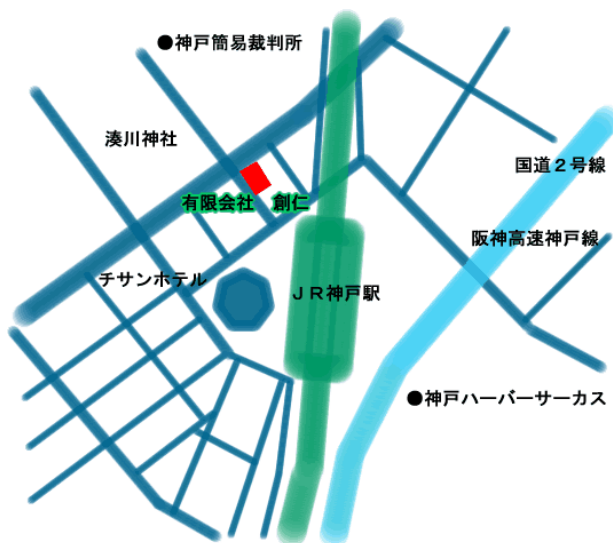 ●神戸簡易裁判所
湊川神社
国道２号線
有限会社　創仁
阪神高速神戸線
チサンホテル
ＪＲ神戸駅
●神戸ハーバーサーカス